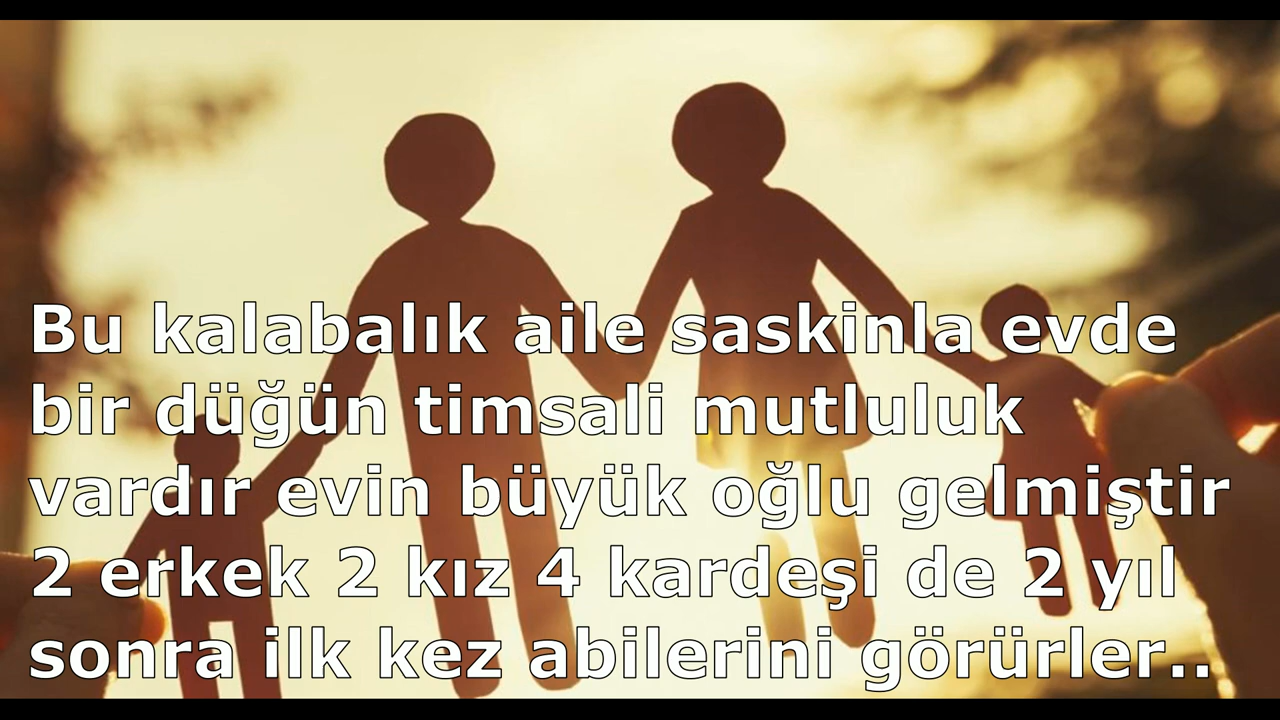 Bu kalabalık aile saskinla evde
bir düğün timsali mutluluk
vardır evin büyük oğlu gelmiştir
2 erkek 2 kız 4 kardeşi de 2 yıl
sonra ilk kez abilerini görürler..